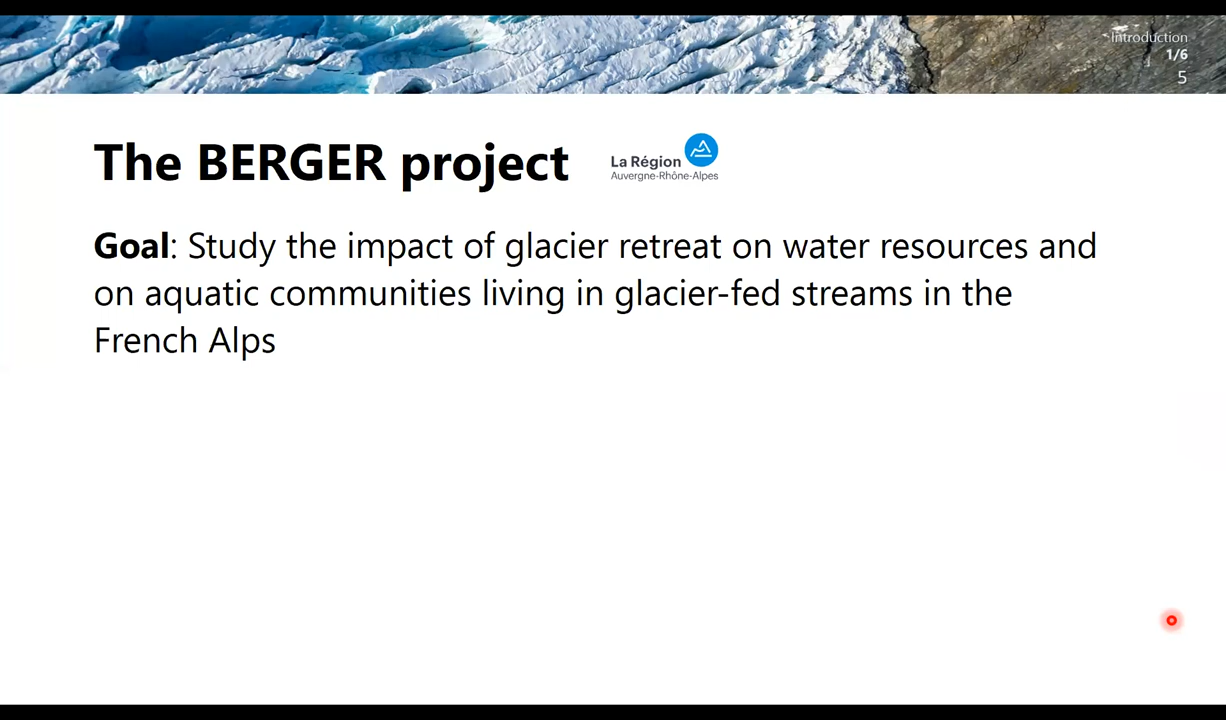 Introduction
1/6
5
The BERGER project
La Région
Auvergne-Rhône-Alpes
Goal: Study the impact of glacier retreat on water resources and
on aquatic communities living in glacier-fed streams in the
French Alps